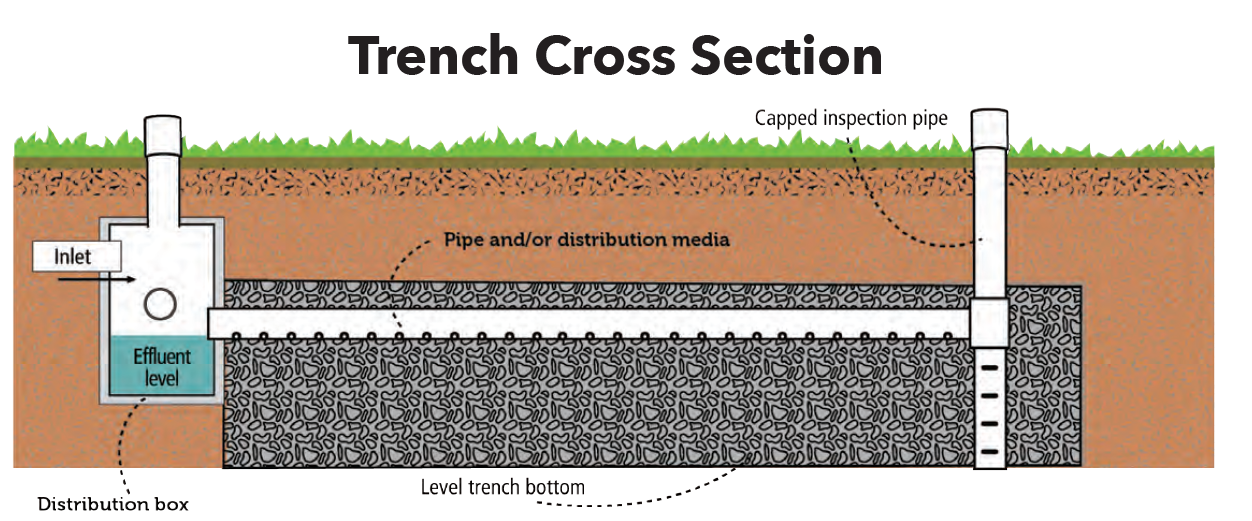 Trench Cross Section
Capped inspection pipe
Pipe and/or distribution media
Inlet
Effluent
level
Level trench bottom
Distribution box